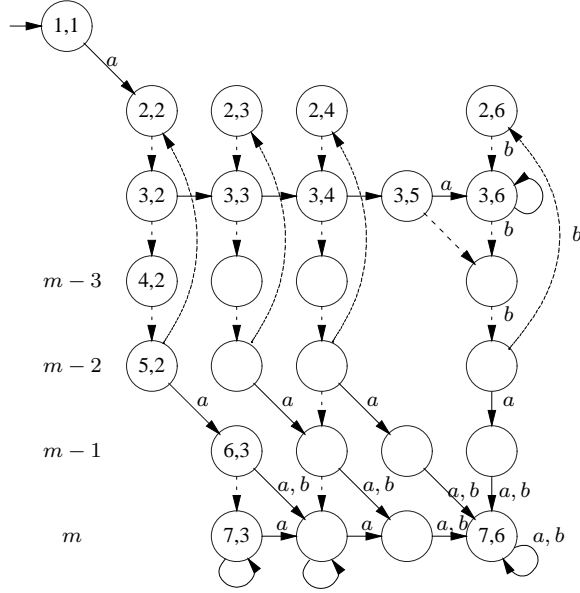 1,1
a
2,2 2,3 2,4 2,6
b
3,2 3,3 3,4 3,5 a 3,6
b
b
m − 3 4,2
b
m − 2 5,2
a a a a
m − 1 6,3
a, b a, b a, b a, b
m 7,3 a a a, b 7,6 a, b